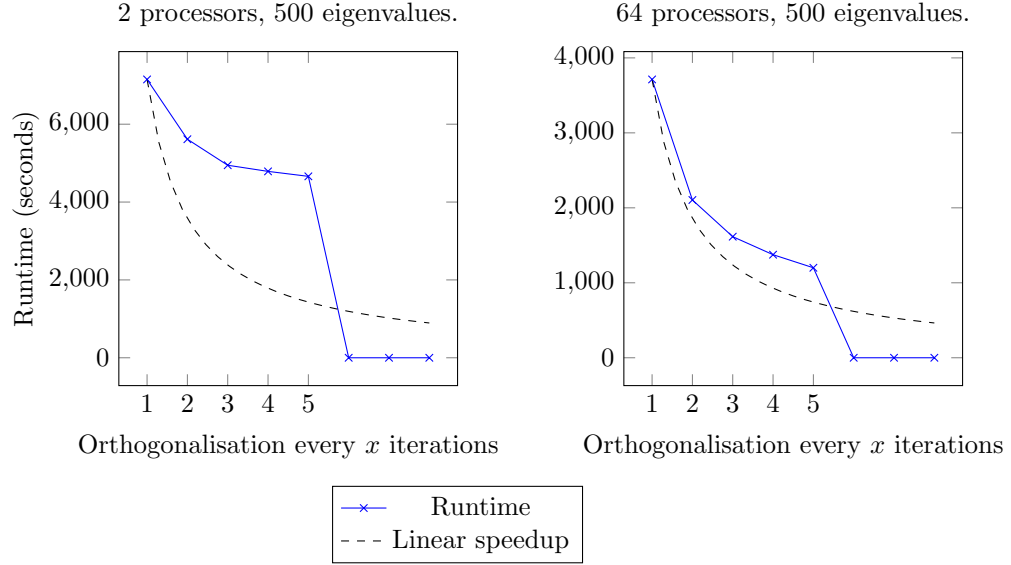 2 processors, 500 eigenvalues.
6,000
4,000
2,000
0
Runtime (seconds)
1 2 3 4 5
Orthogonalisation every x iterations
64 processors, 500 eigenvalues.
4,000
3,000
2,000
1,000
0
1 2 3 4 5
Orthogonalisation every x iterations
Runtime
Linear speedup